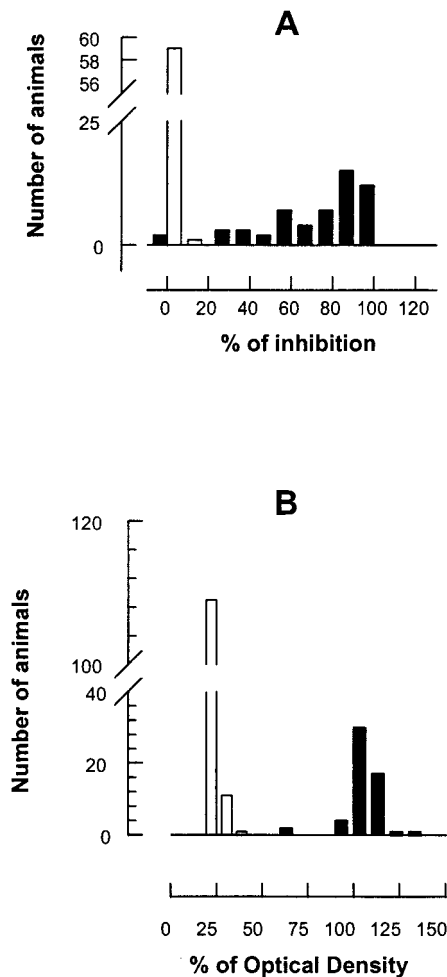 A
Number of animals
60
58
56
25
0
0 20 40 60 80 100 120
% of inhibition
B
Number of animals
120
100
40
20
0
0 25 50 75 100 125 150
% of Optical Density